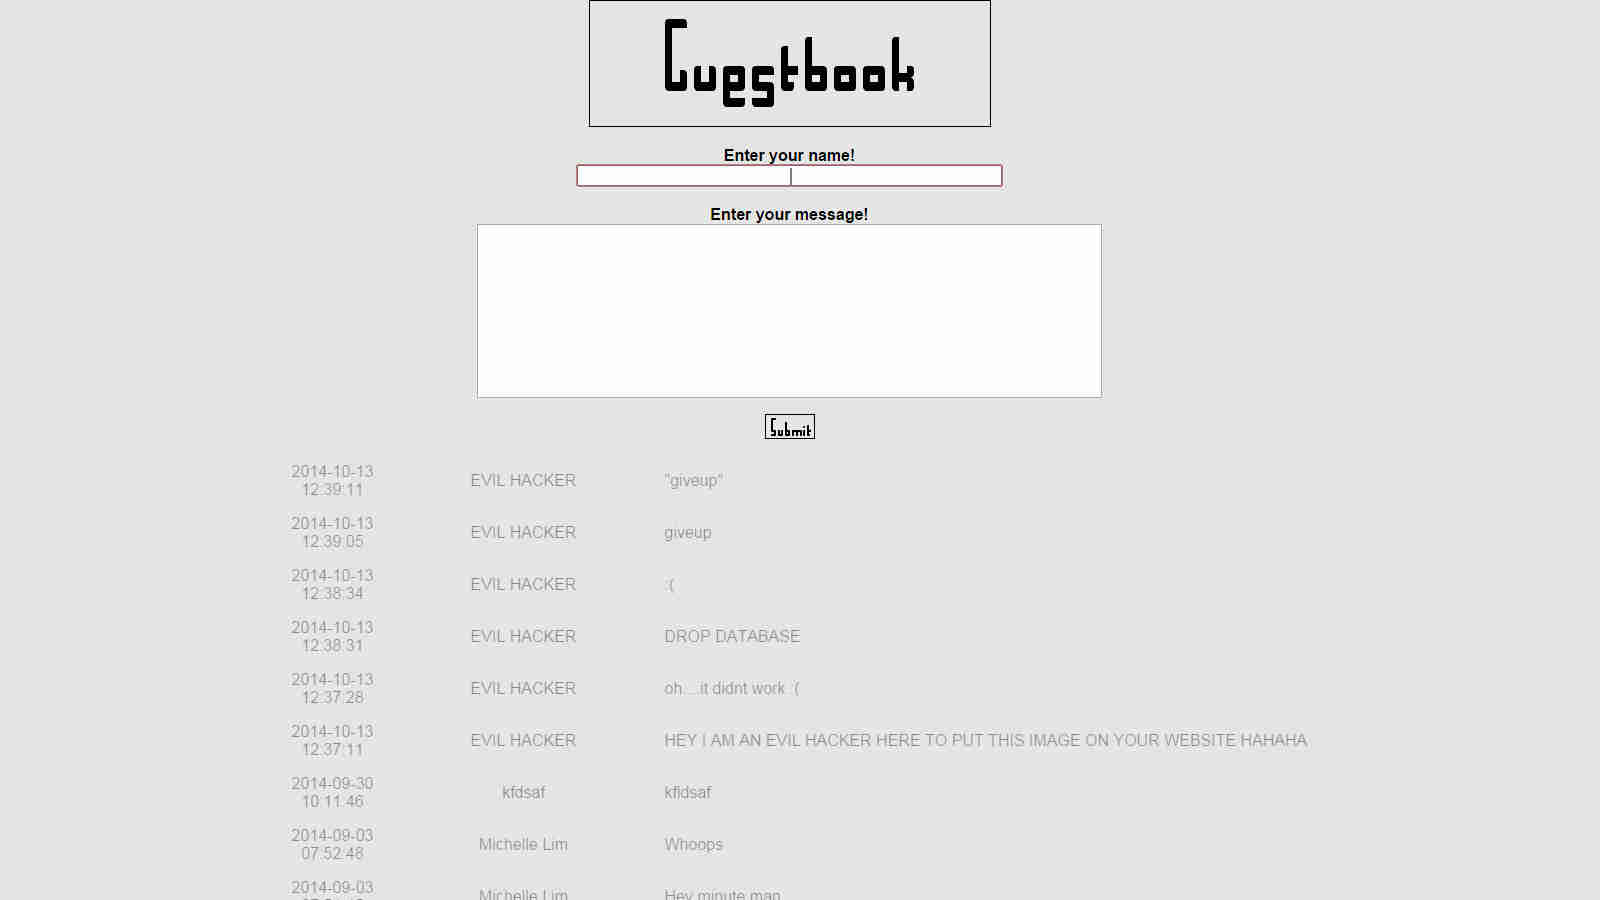 Guestbook
Enter your name!
Enter your message!
Submit
2014-10-13
12:39:11
EVIL HACKER
"giveup"
2014-10-13
12:39:05
EVIL HACKER
giveup
2014-10-13
12:38:34
EVIL HACKER
:(
2014-10-13
12:38:31
EVIL HACKER
DROP DATABASE
2014-10-13
12:37:28
EVIL HACKER
oh....it didnt work :(
2014-10-13
12:37:11
EVIL HACKER
HEY I AM AN EVIL HACKER HERE TO PUT THIS IMAGE ON YOUR WEBSITE HAHAHA
2014-09-30
10:11:46
kfdsaf
kfldsaf
2014-09-03
07:52:48
Michelle Lim
Whoops
2014-09-03
Michelle Lim
Hey minute man